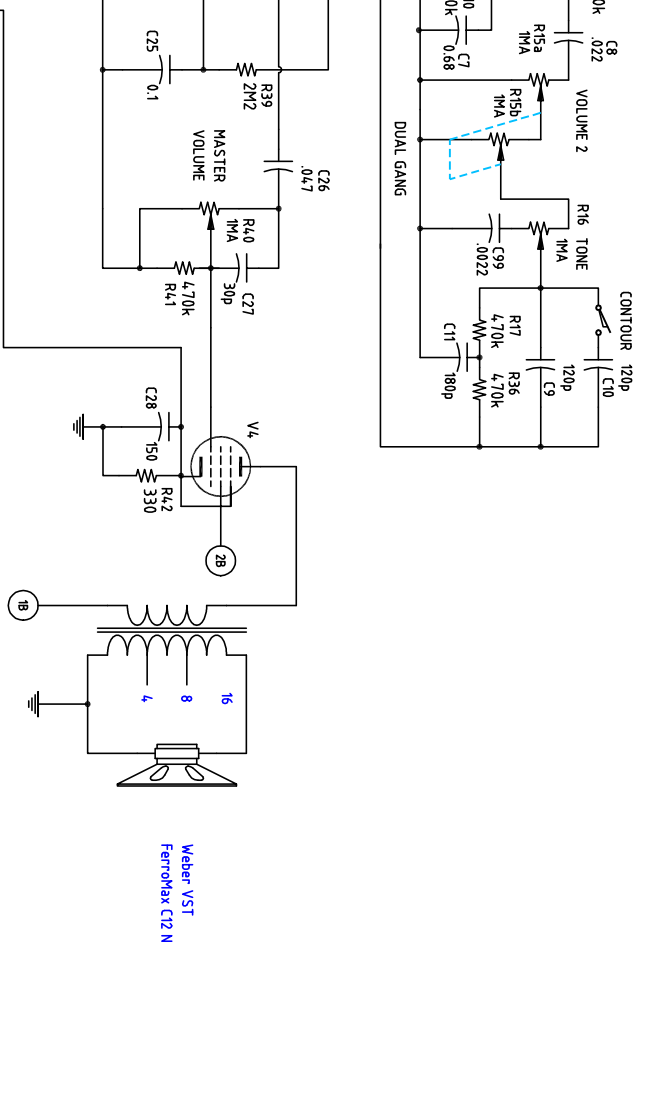 C8
.022
R15a
1MA
C7
0.68
R15b
1MA
VOLUME 2
DUAL GANG
R16 TONE
1MA
C99
.0022
CONTOUR
120p
C10
120p
C9
R17
470k
R36
470k
C11
180p
C25
0.1
R39
2M2
C26
.047
MASTER
VOLUME
R40
1MA
C27
30p
470k
R41
V4
C28
150
R42
330
2B
1B
16
8
4
Weber VST
FerroMax C12 N